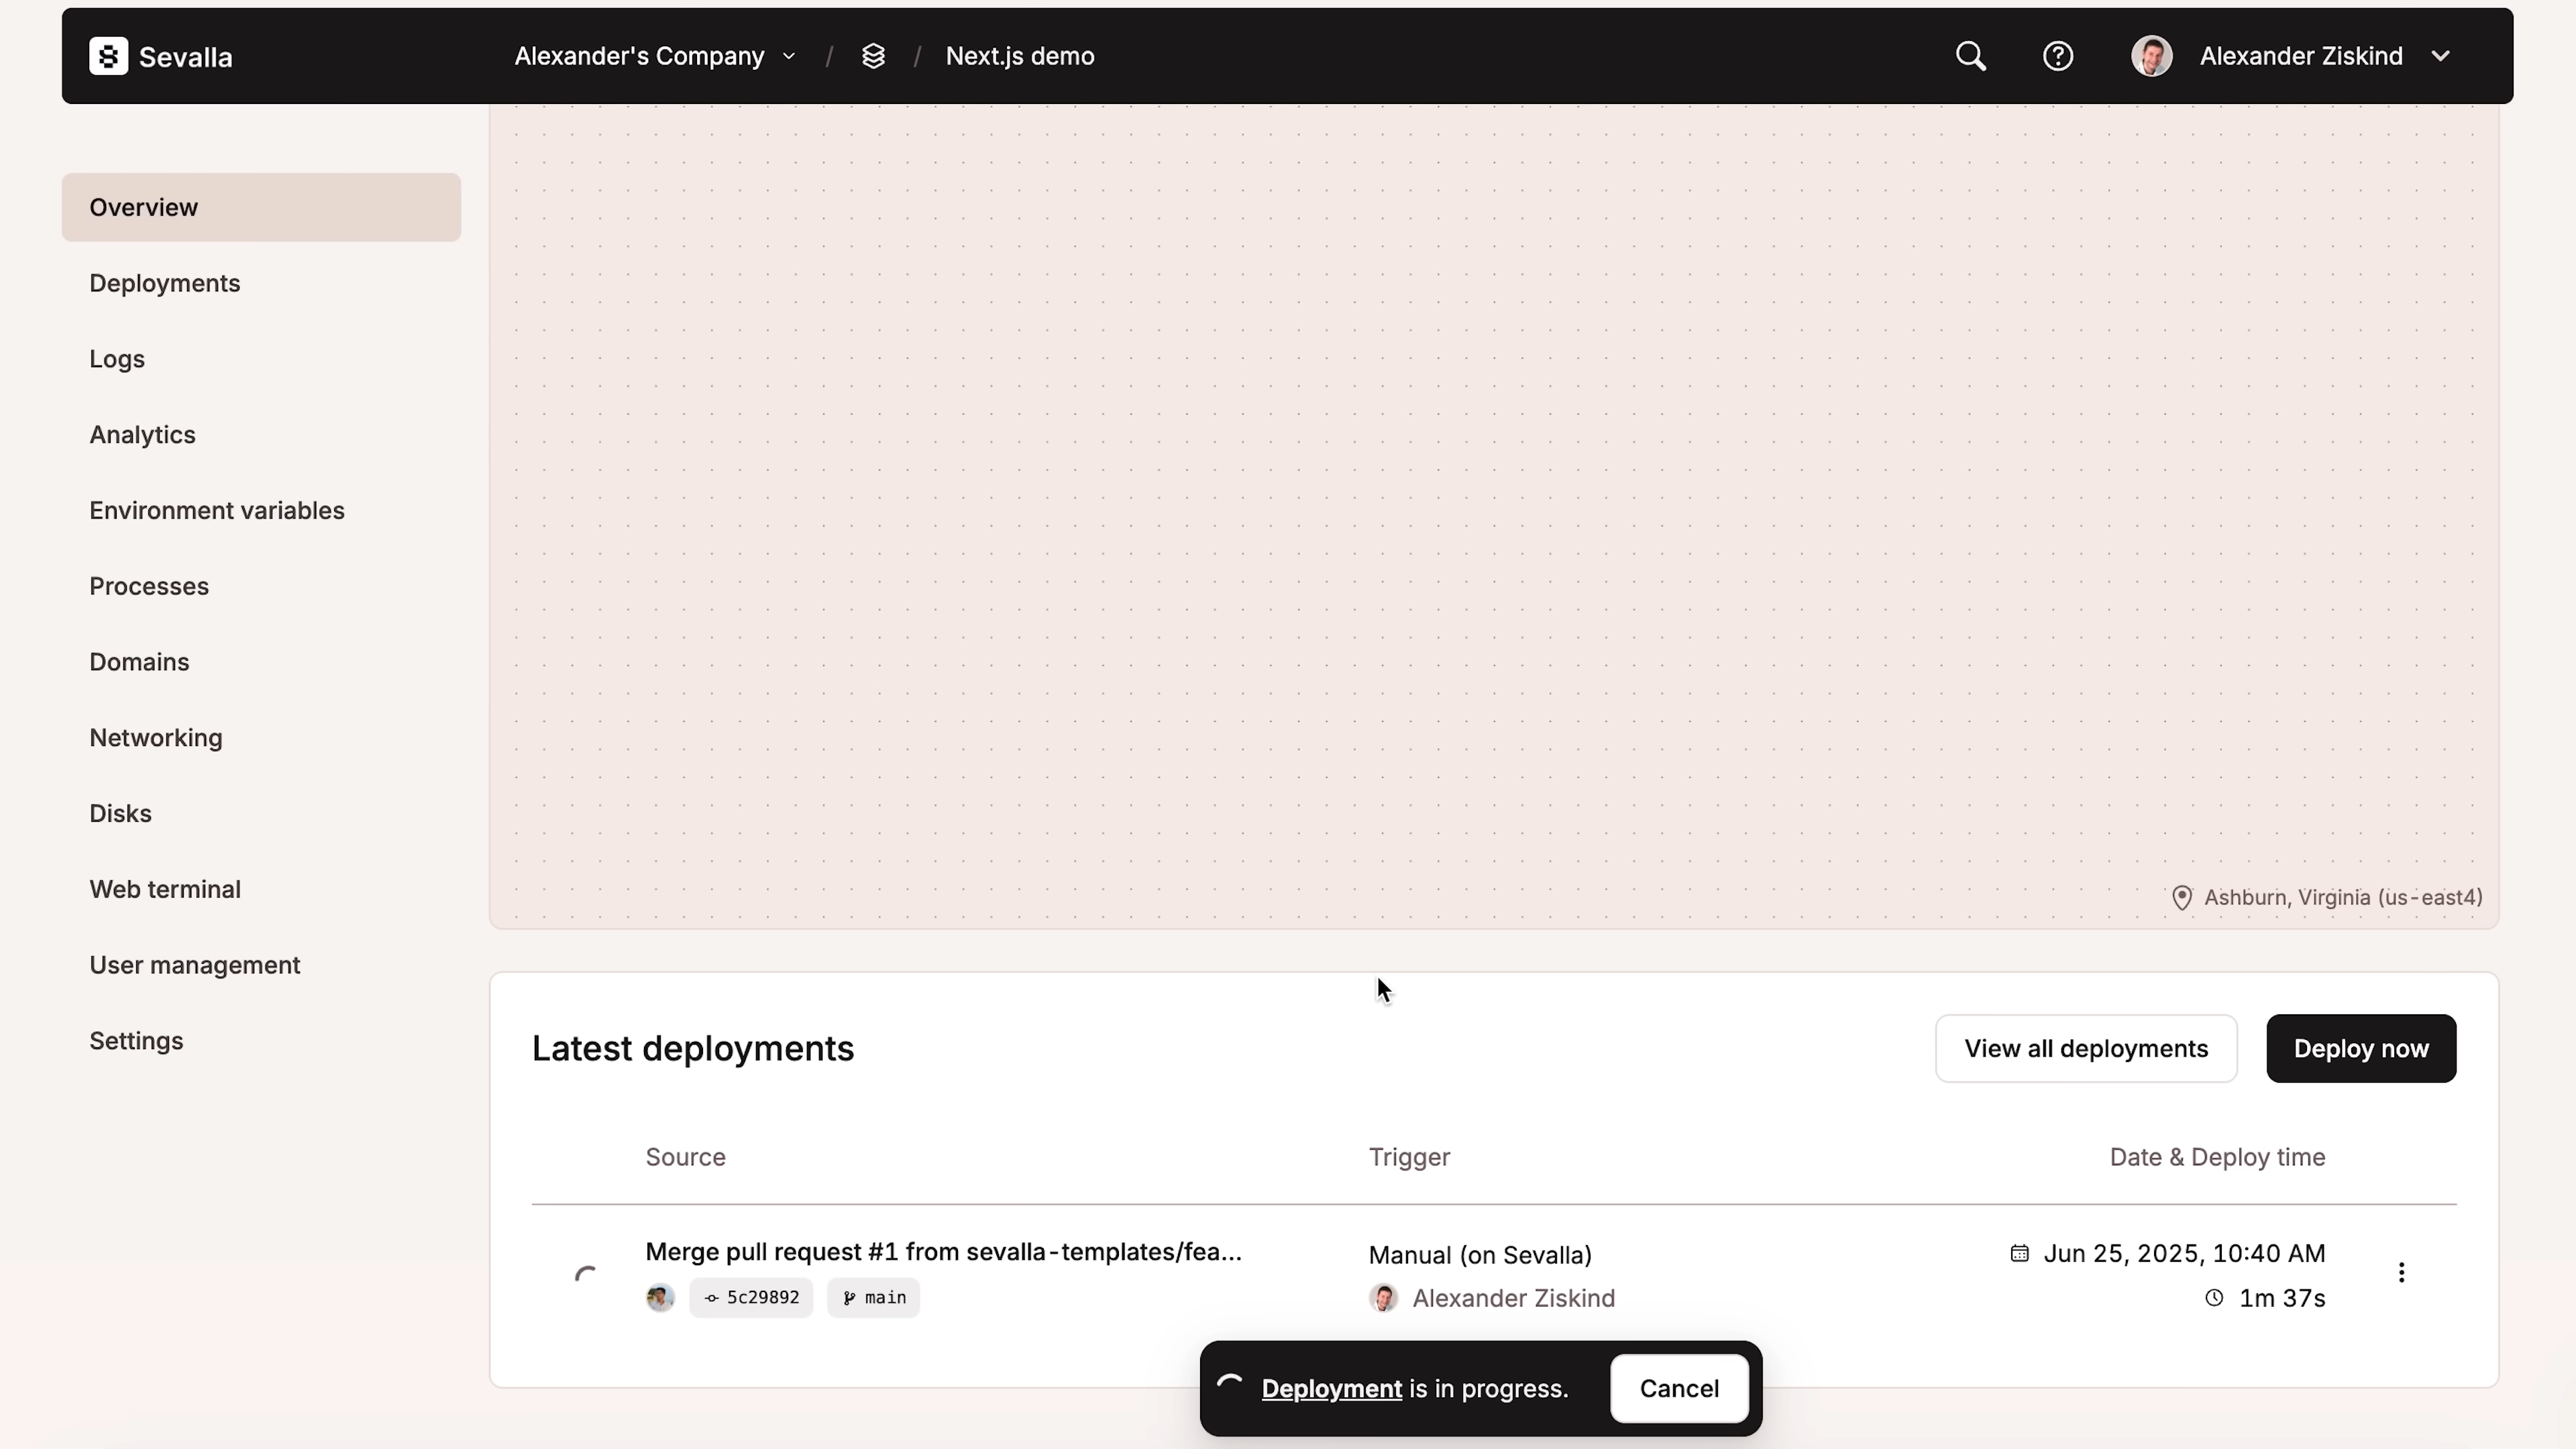 Sevalla
Alexander's Company / / Next.js demo
Alexander Ziskind
Overview
Deployments
Logs
Analytics
Environment variables
Processes
Domains
Networking
Disks
Web terminal
User management
Settings
Ashburn, Virginia (us-east4)
Latest deployments
View all deployments
Deploy now
Source Trigger Date & Deploy time
Merge pull request #1 from sevalla-templates/fea...
5c29892 main
Manual (on Sevalla)
Alexander Ziskind
Jun 25, 2025, 10:40 AM
1m 37s
Deployment is in progress.
Cancel